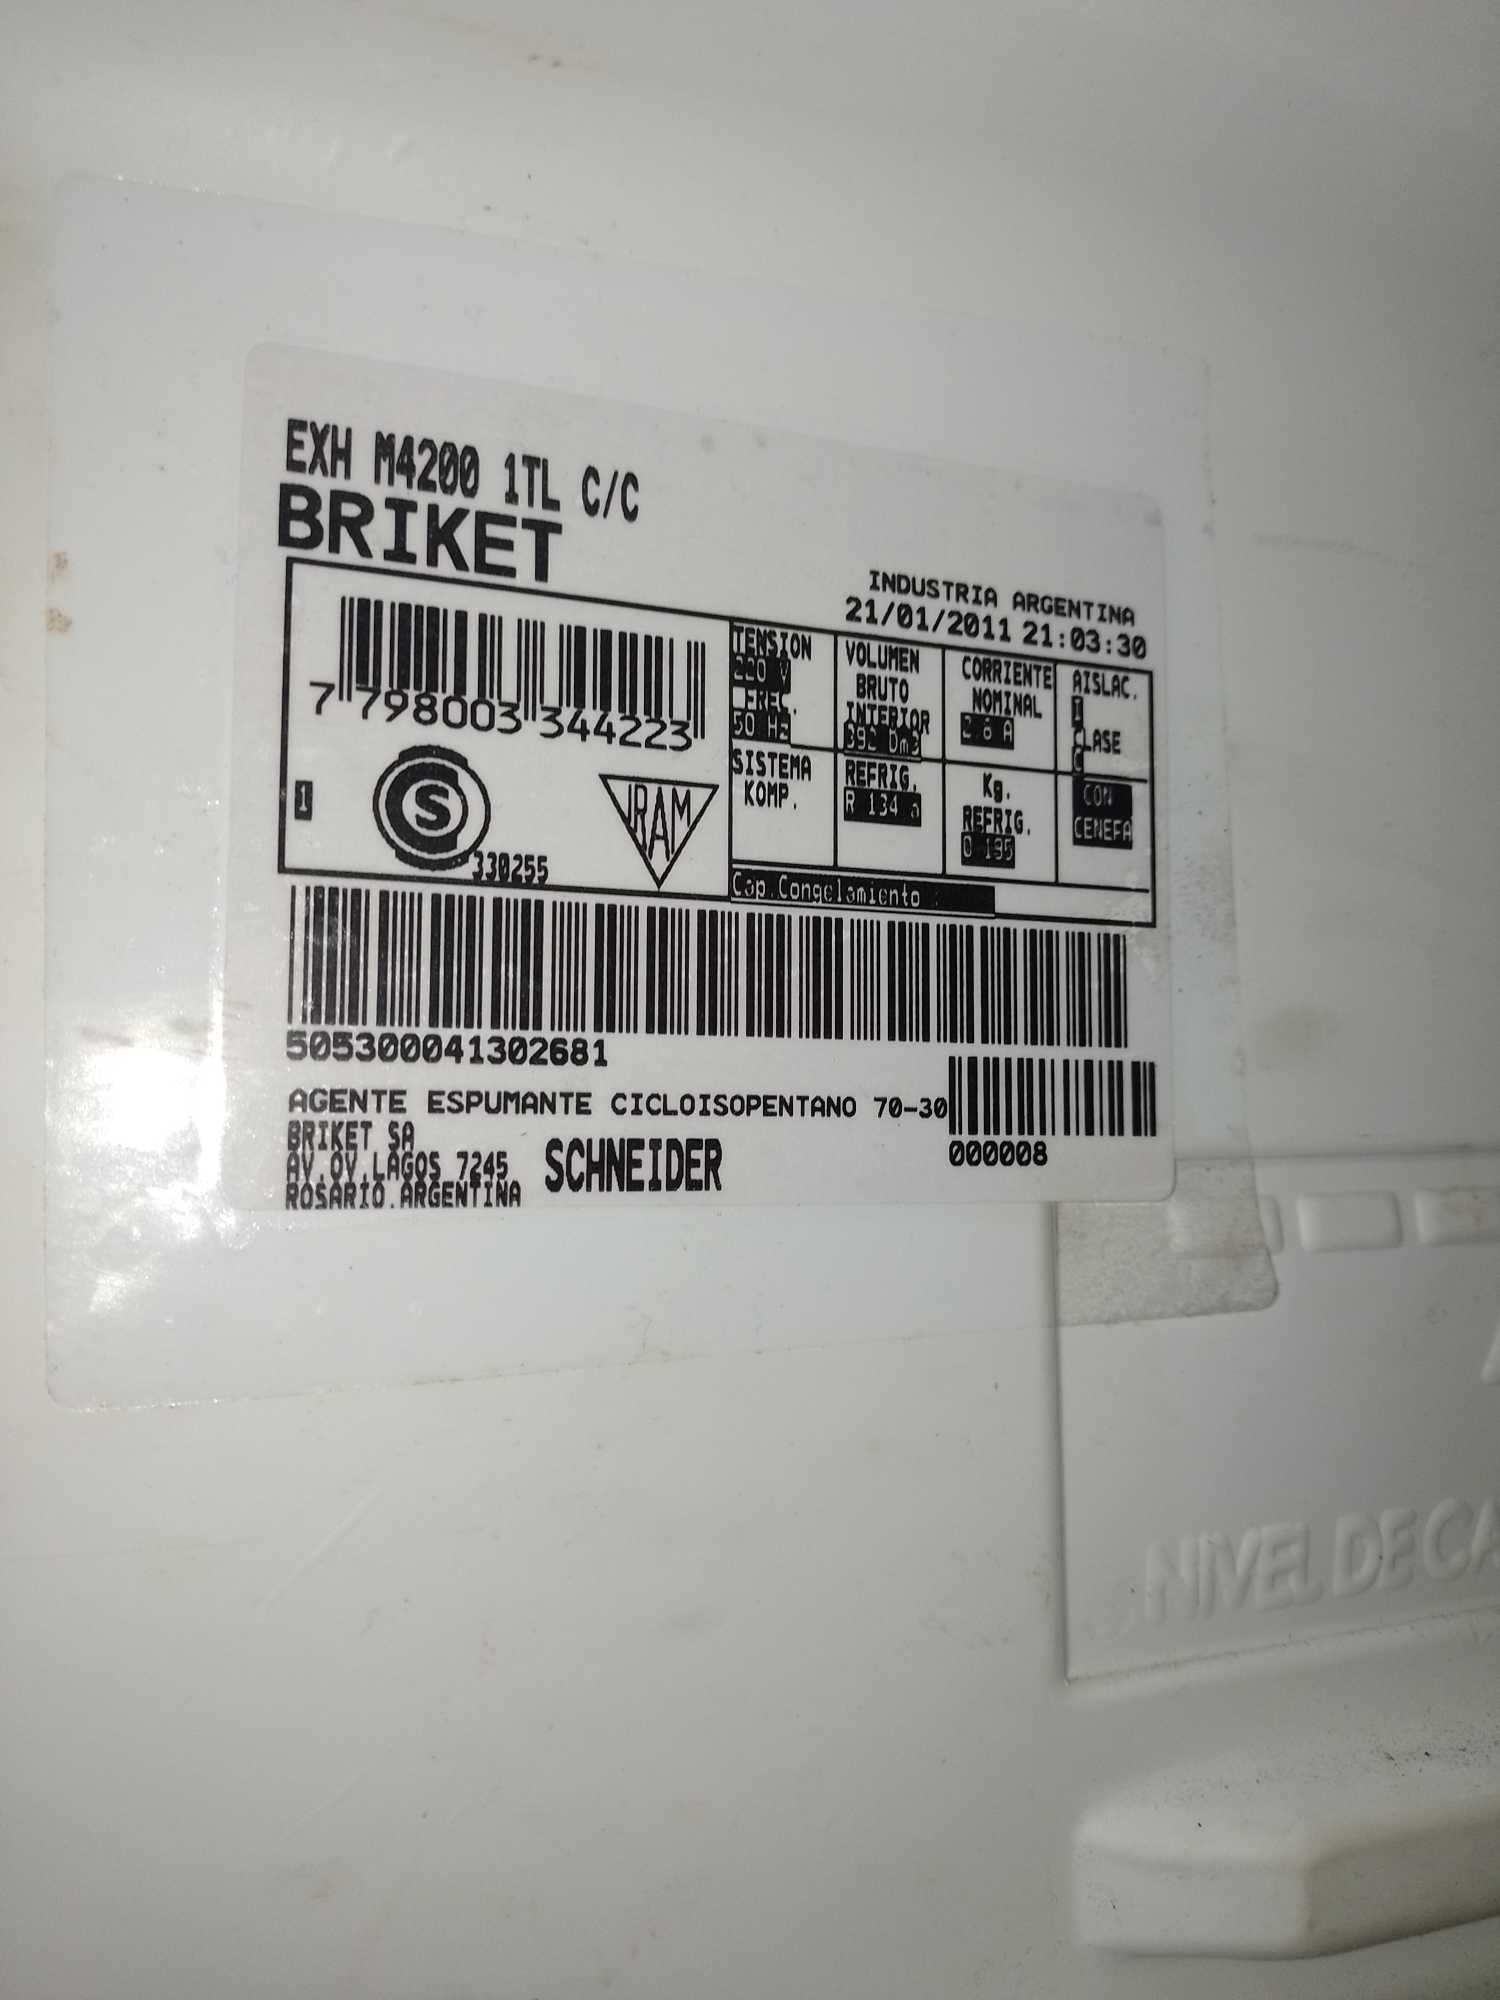 EXH M4200 1TL C/C
BRIKET
INDUSTRIA ARGENTINA
21/01/2011 21:03:30
7 798003 344223
1
S
330255
IRAM
TENSION
220 V
FREC.
50 Hz
VOLUMEN
BRUTO
INTERIOR
392 Dm3
CORRIENTE
NOMINAL
AISLAC.
I
CLASE
SISTEMA
KOMP.
REFRIG.
R 134 a
Kg.
REFRIG.
0 195
CON
CENEFA
Cap.Congelamiento :
505300041302681
AGENTE ESPUMANTE CICLOISOPENTANO 70-30
BRIKET SA
AV.OV.LAGOS 7245
ROSARIO.ARGENTINA
SCHNEIDER
000008
NIVEL DE CA